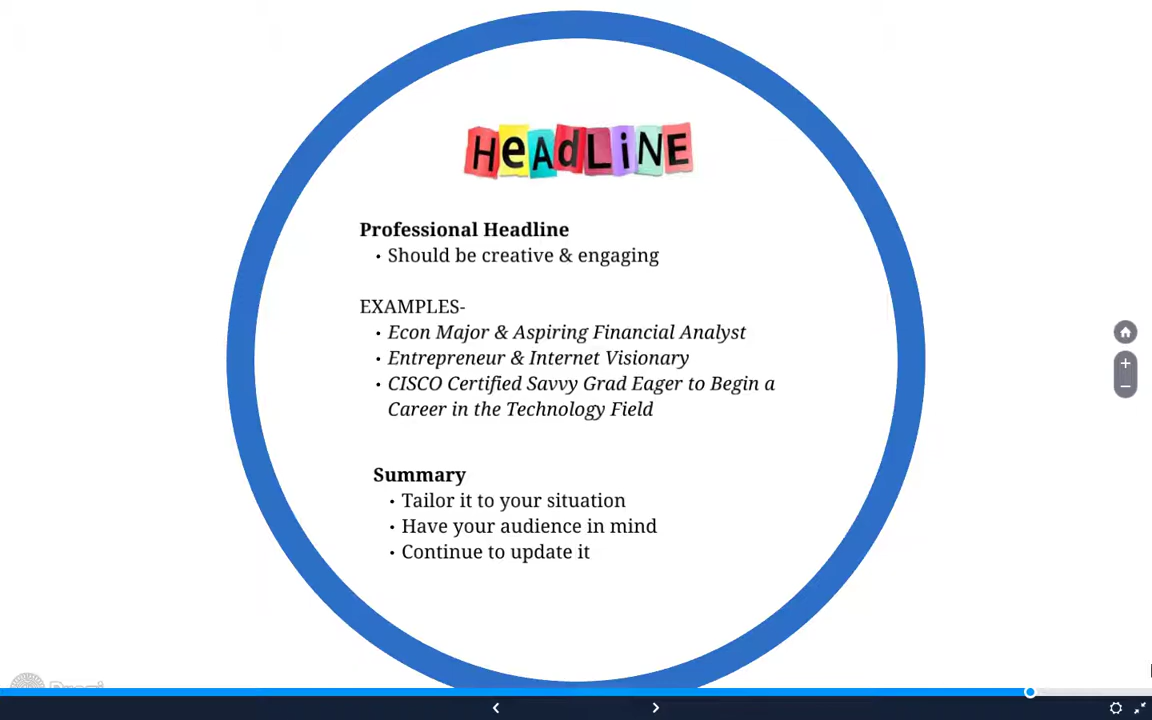 HeAdLiNE
Professional Headline
• Should be creative & engaging
EXAMPLES-
• Econ Major & Aspiring Financial Analyst
• Entrepreneur & Internet Visionary
• CISCO Certified Savvy Grad Eager to Begin a
Career in the Technology Field
Summary
• Tailor it to your situation
• Have your audience in mind
• Continue to update it